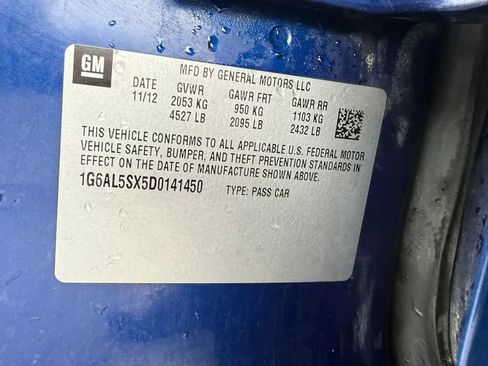 GM
MFD BY GENERAL MOTORS LLC
DATE GVWR GAWR FRT GAWR RR
11/12 2053 KG 950 KG 1103 KG
4527 LB 2095 LB 2432 LB
THIS VEHICLE CONFORMS TO ALL APPLICABLE U.S. FEDERAL MOTOR
VEHICLE SAFETY, BUMPER, AND THEFT PREVENTION STANDARDS IN
EFFECT ON THE DATE OF MANUFACTURE SHOWN ABOVE.
1G6AL5SX5D0141450 TYPE: PASS CAR